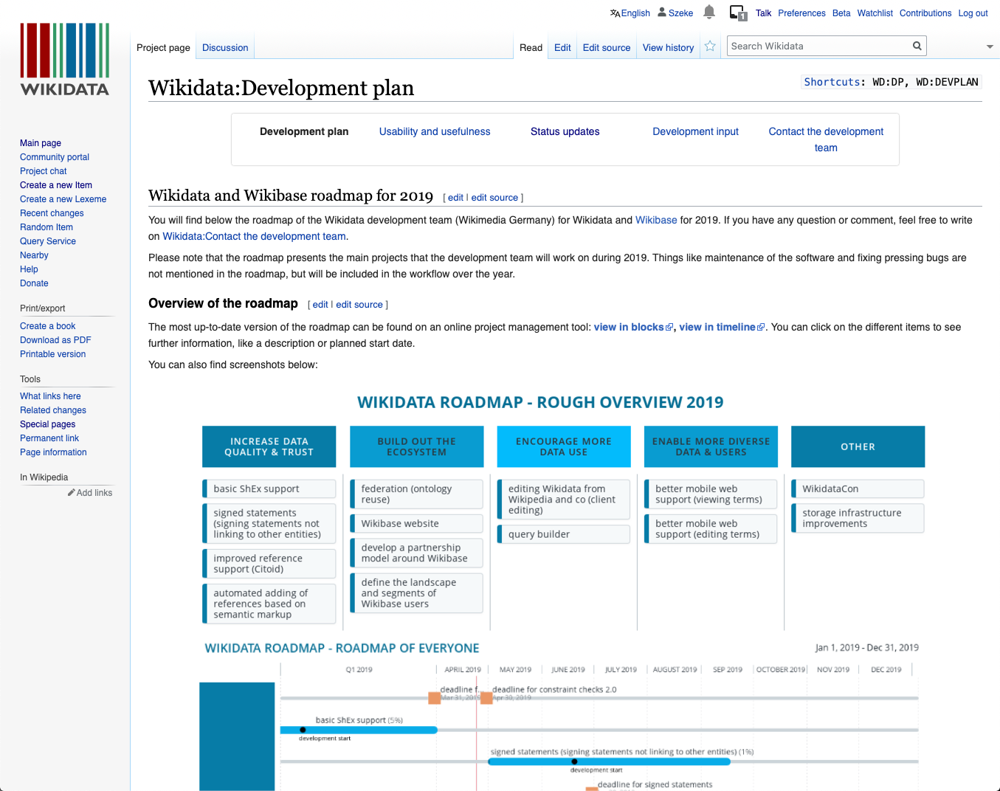 English Szeke 1 Talk Preferences Beta Watchlist Contributions Log out
WIKIDATA
Project page Discussion Read Edit Edit source View history Search Wikidata
Wikidata:Development plan
Shortcuts: WD:DP, WD:DEVPLAN
Development plan Usability and usefulness Status updates Development input Contact the development
team
Main page
Community portal
Project chat
Create a new Item
Create a new Lexeme
Recent changes
Random Item
Query Service
Nearby
Help
Donate
Print/export
Create a book
Download as PDF
Printable version
Tools
What links here
Related changes
Special pages
Permanent link
Page information
In Wikipedia
Add links
Wikidata and Wikibase roadmap for 2019 [ edit | edit source ]
You will find below the roadmap of the Wikidata development team (Wikimedia Germany) for Wikidata and Wikibase for 2019. If you have any question or comment, feel free to write
on Wikidata:Contact the development team.
Please note that the roadmap presents the main projects that the development team will work on during 2019. Things like maintenance of the software and fixing pressing bugs are
not mentioned in the roadmap, but will be included in the workflow over the year.
Overview of the roadmap [ edit | edit source ]
The most up-to-date version of the roadmap can be found on an online project management tool: view in blocks, view in timeline. You can click on the different items to see
further information, like a description or planned start date.
You can also find screenshots below:
WIKIDATA ROADMAP - ROUGH OVERVIEW 2019
INCREASE DATA
QUALITY & TRUST
basic ShEx support
signed statements
(signing statements not
linking to other entities)
improved reference
support (Citoid)
automated adding of
references based on
semantic markup
BUILD OUT THE
ECOSYSTEM
federation (ontology
reuse)
Wikibase website
develop a partnership
model around Wikibase
define the landscape
and segments of
Wikibase users
ENCOURAGE MORE
DATA USE
editing Wikidata from
Wikipedia and co (client
editing)
query builder
ENABLE MORE DIVERSE
DATA & USERS
better mobile web
support (viewing terms)
better mobile web
support (editing terms)
OTHER
WikidataCon
storage infrastructure
improvements
WIKIDATA ROADMAP - ROADMAP OF EVERYONE
Jan 1, 2019 - Dec 31, 2019
Q1 2019 APRIL 2019 MAY 2019 JUNE 2019 JULY 2019 AUGUST 2019 SEP 2019 OCTOBER 2019 NOV 2019 DEC 2019
deadline f... deadline for constraint checks 2.0
Mar 31, 2019 Apr 30, 2019
basic ShEx support (5%)
development start
signed statements (signing statements not linking to other entities) (1%)
development start
deadline for signed statements